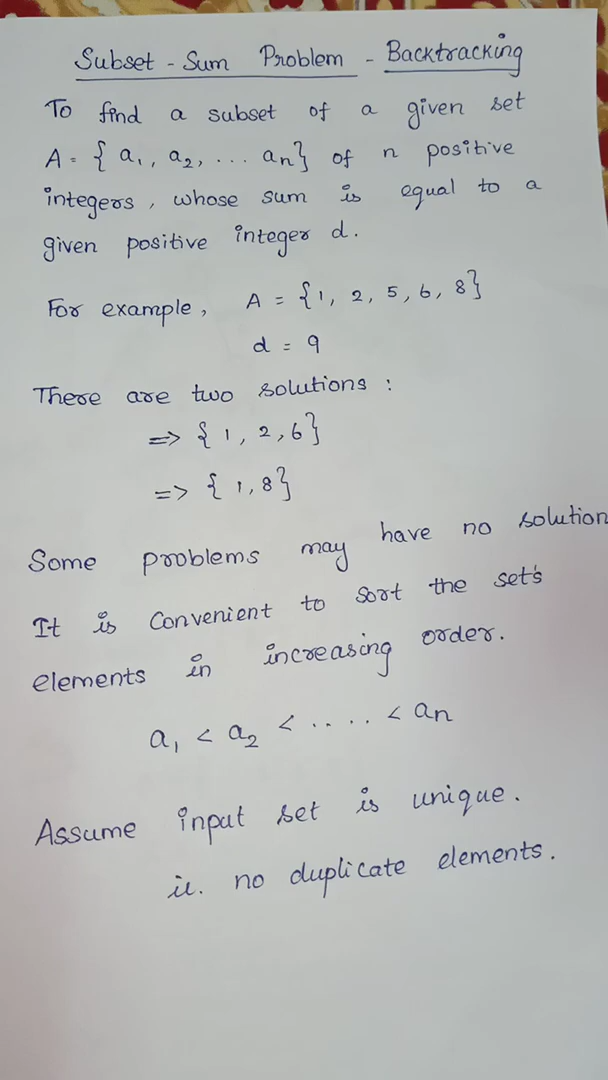 Subset - Sum Problem - Backtracking
To find a subset of a given set
A = { a1, a2, ... an} of n positive
integers, whose sum is equal to a
given positive integer d.
For example, A = {1, 2, 5, 6, 8}
d = 9
There are two solutions :
=> {1, 2, 6}
=> {1, 8}
Some problems may have no solution
It is convenient to sort the set's
elements in increasing order.
a1 < a2 < .... < an
Assume input set is unique.
ie. no duplicate elements.